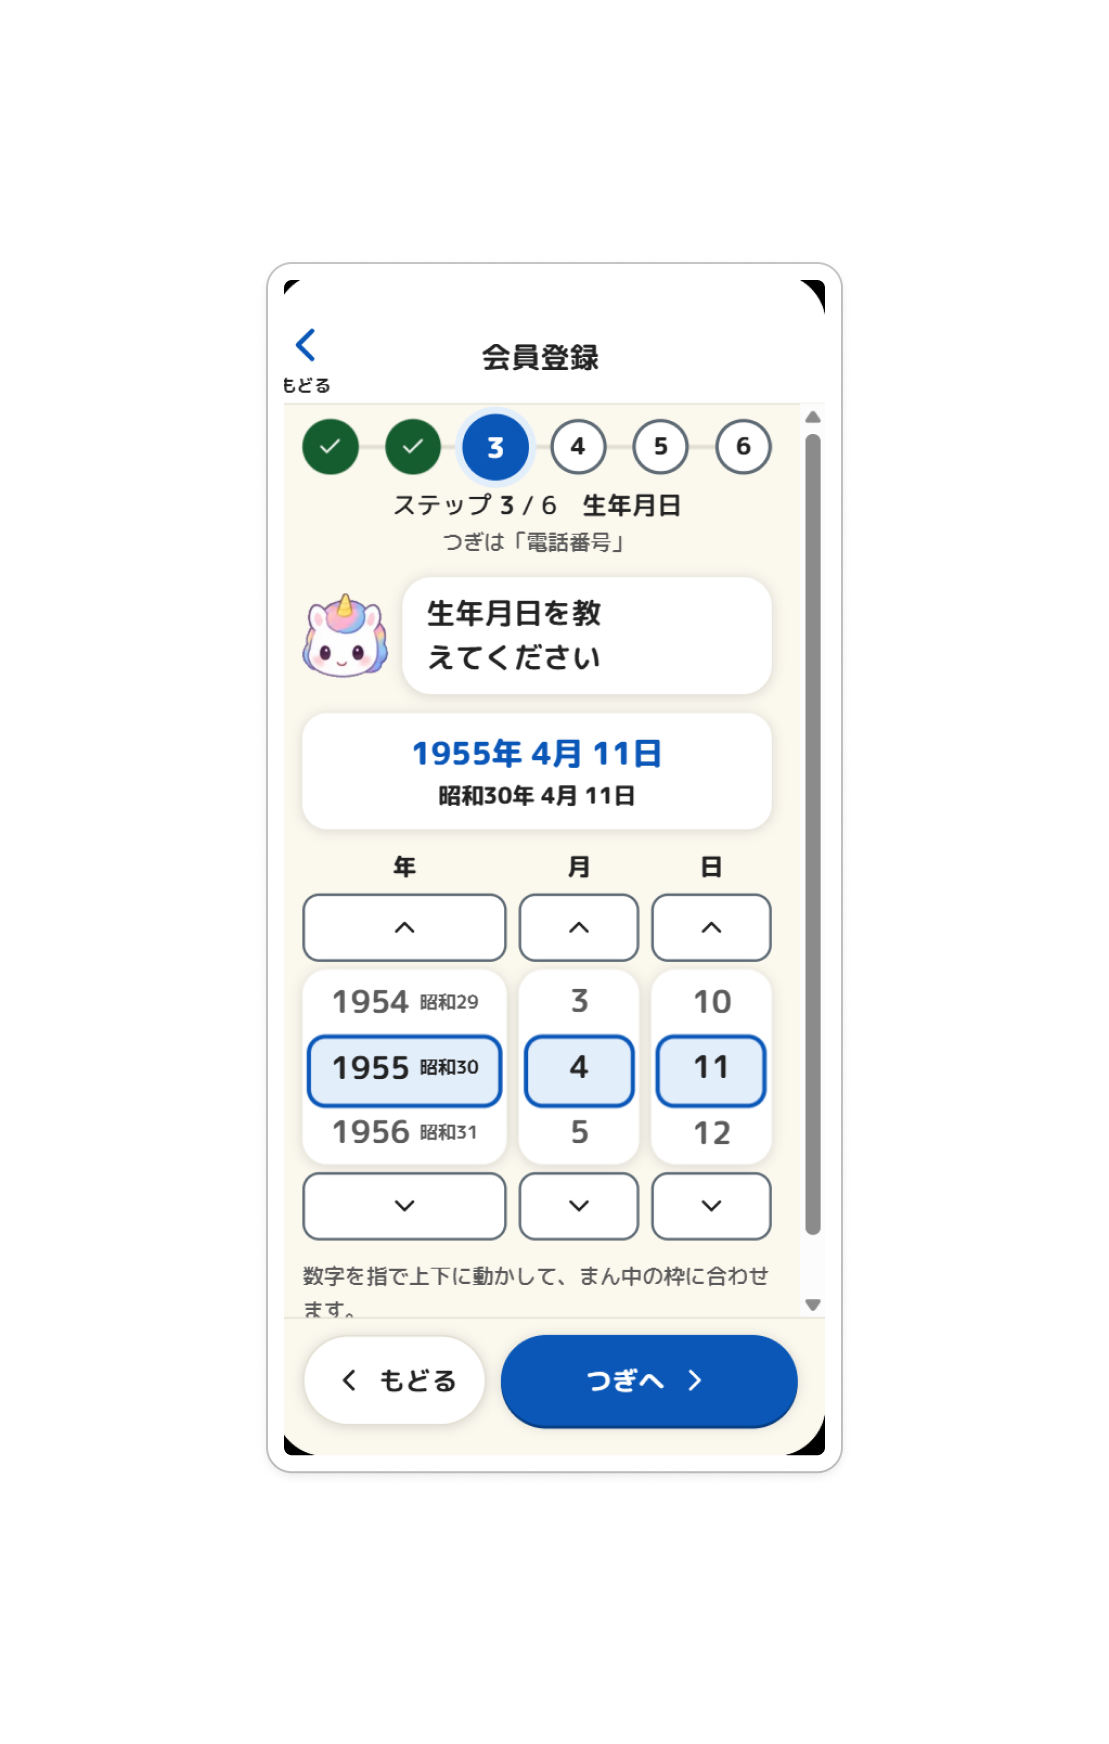 会員登録
もどる
3 4 5 6
ステップ 3 / 6 生年月日
つぎは「電話番号」
生年月日を教
えてください
1955年 4月 11日
昭和30年 4月 11日
年 月 日
1954 昭和29 3 10
1955 昭和30 4 11
1956 昭和31 5 12
数字を指で上下に動かして、まん中の枠に合わせ
ます。
もどる つぎへ